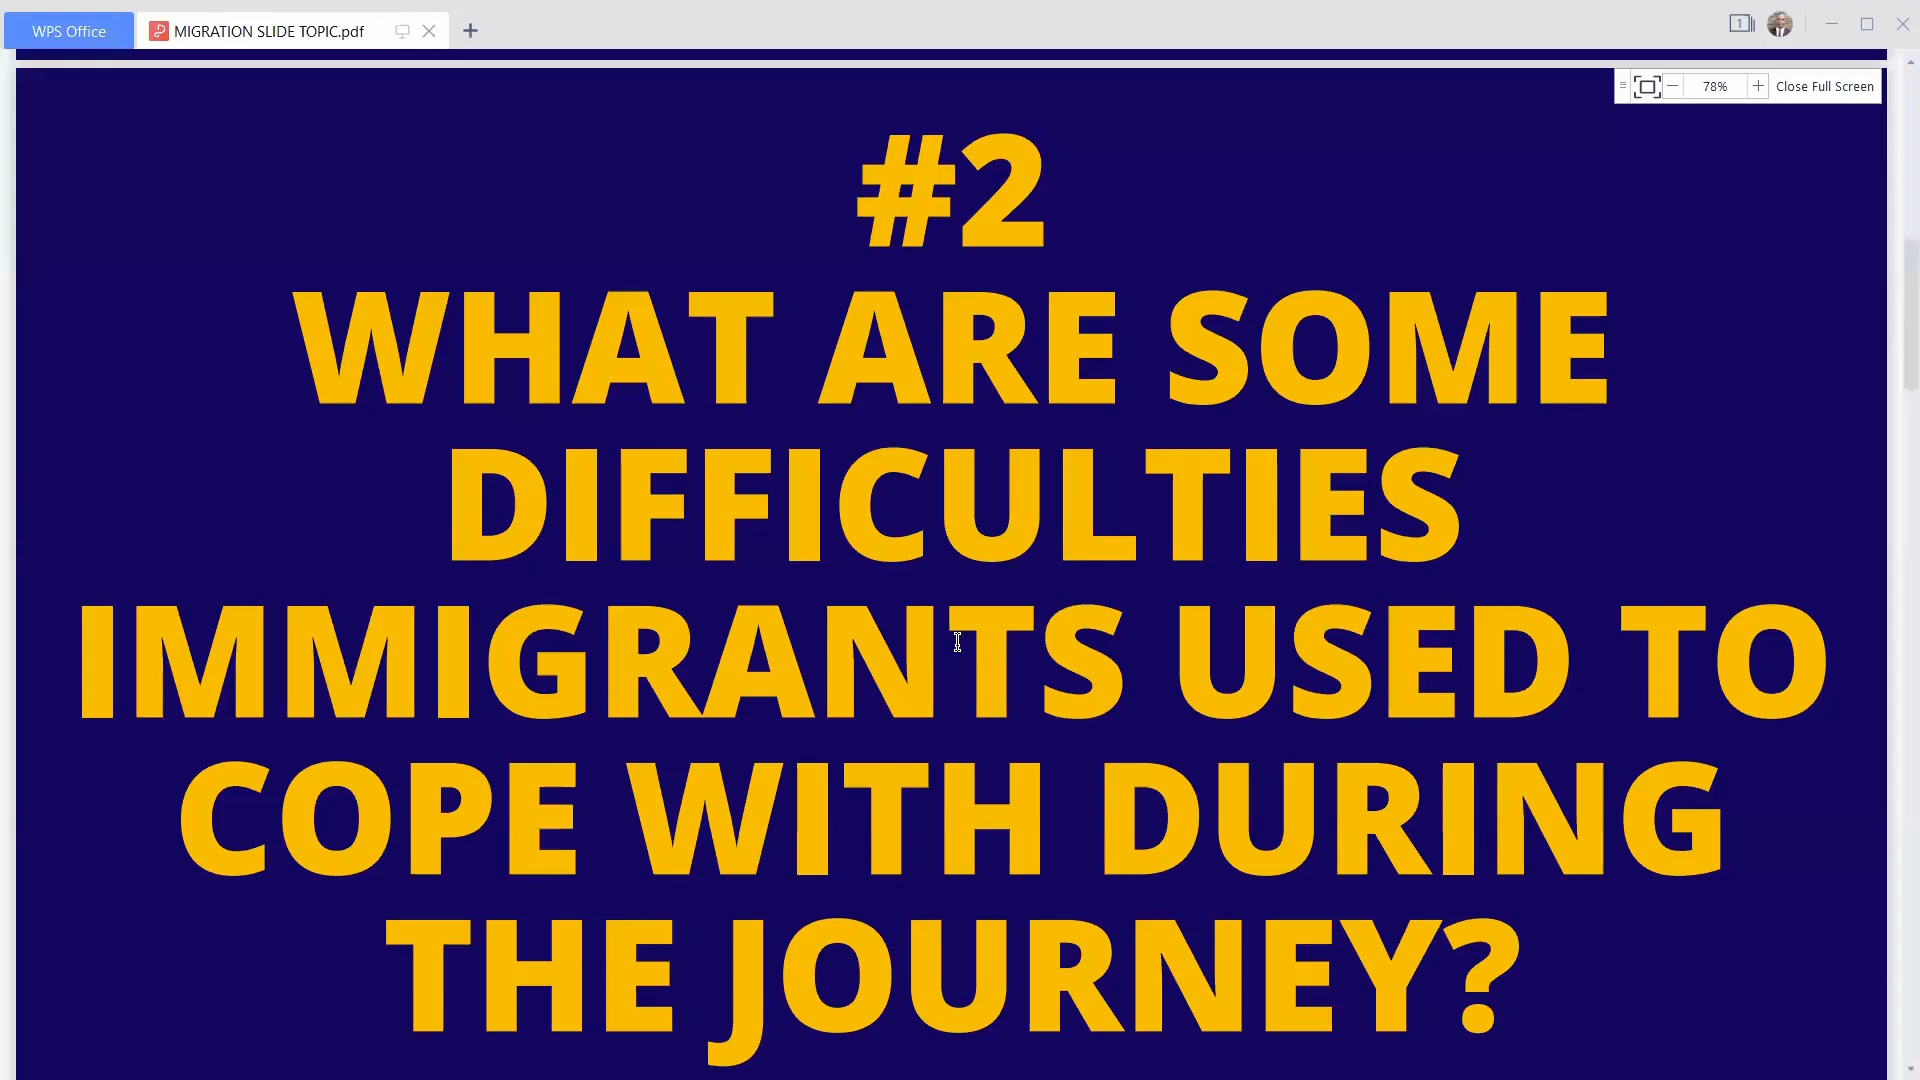 WPS Office
MIGRATION SLIDE TOPIC.pdf
1
78%
Close Full Screen
#2
WHAT ARE SOME
DIFFICULTIES
IMMIGRANTS USED TO
COPE WITH DURING
THE JOURNEY?